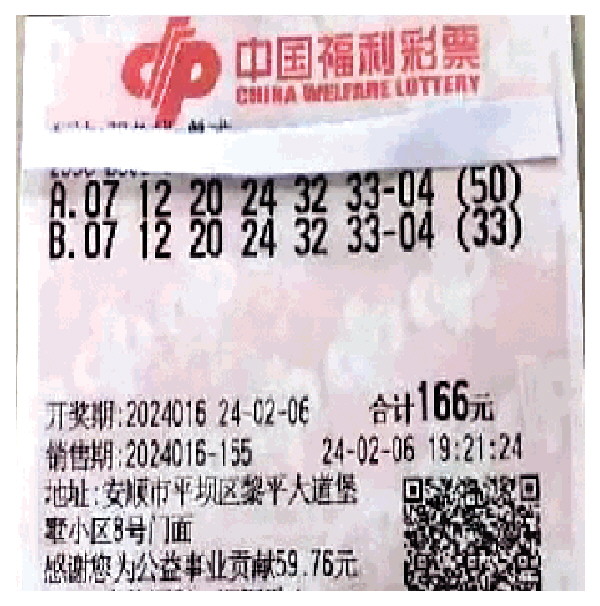 中国福利彩票
CHINA WELFARE LOTTERY
A.07 12 20 24 32 33-04 (50)
B.07 12 20 24 32 33-04 (33)
开奖期:2024016 24-02-06 合计166元
销售期:2024016-155 24-02-06 19:21:24
地址:安顺市平坝区黎平大道堡
墅小区8号门面
感谢您为公益事业贡献59.76元